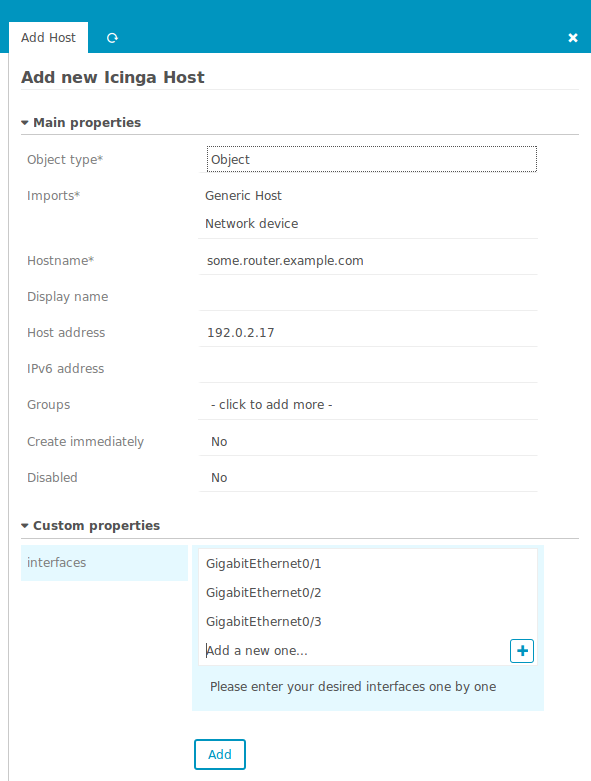 Add Host
Add new Icinga Host
Main properties
Object type* Object
Imports* Generic Host
Network device
Hostname* some.router.example.com
Display name
Host address 192.0.2.17
IPv6 address
Groups - click to add more -
Create immediately No
Disabled No
Custom properties
interfaces GigabitEthernet0/1
GigabitEthernet0/2
GigabitEthernet0/3
Add a new one...
Please enter your desired interfaces one by one
Add